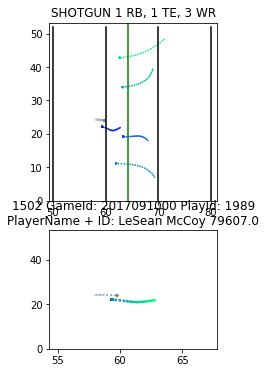 SHOTGUN 1 RB, 1 TE, 3 WR
50
40
30
20
10
0
50 60 70 80
1502 GameId: 2017091000 PlayId: 1989
PlayerName + ID: LeSean McCoy 79607.0
40
20
0
55 60 65